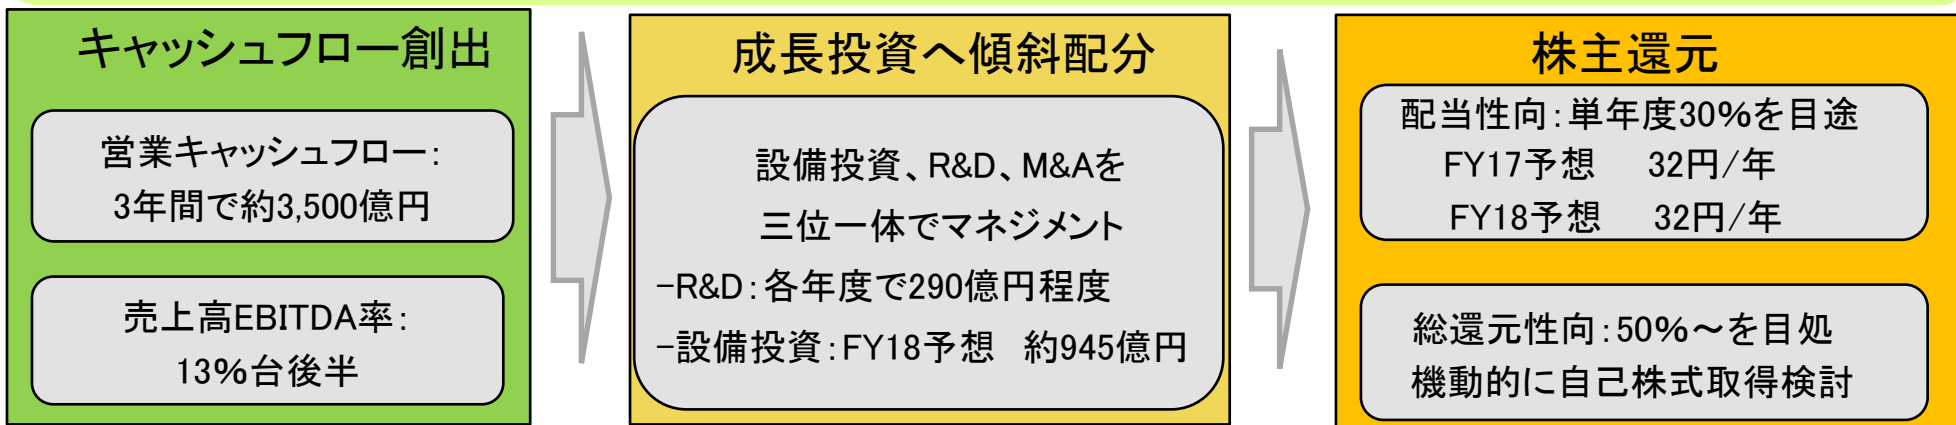 キャッシュフロー創出
営業キャッシュフロー：
3年間で約3,500億円
売上高EBITDA率：
13%台後半
成長投資へ傾斜配分
設備投資、R&D、M&Aを
三位一体でマネジメント
-R&D：各年度で290億円程度
-設備投資：FY18予想　約945億円
株主還元
配当性向：単年度30%を目途
FY17予想　32円/年
FY18予想　32円/年
総還元性向：50%～を目処
機動的に自己株式取得検討